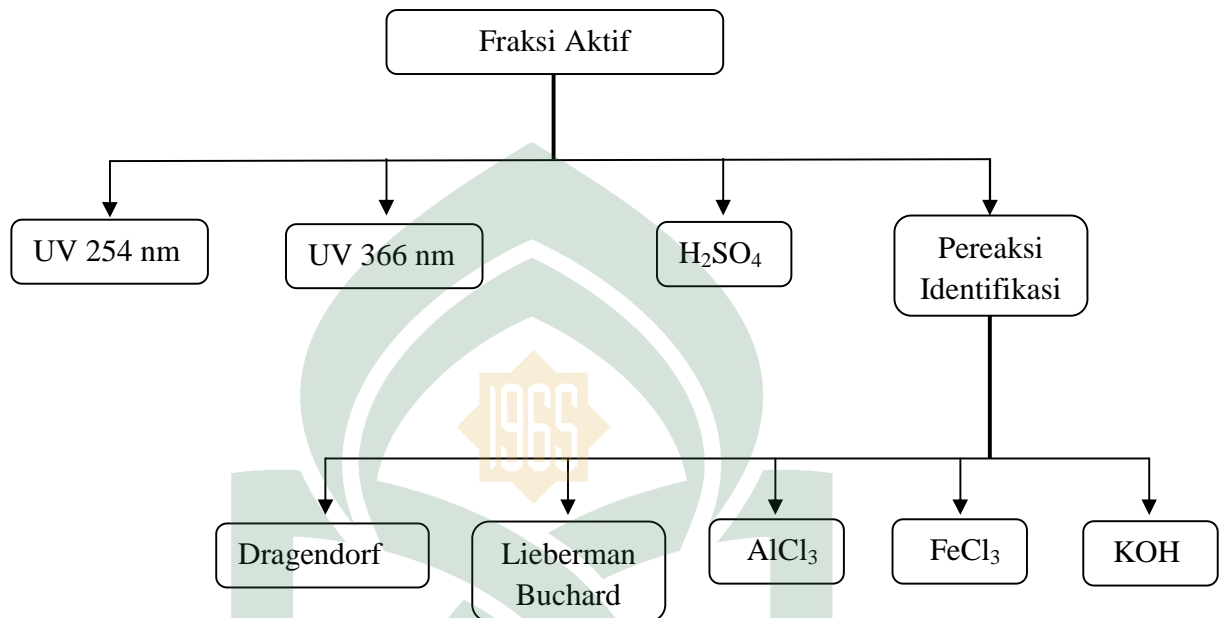 Fraksi Aktif
UV 254 nm
UV 366 nm
H₂SO₄
Pereaksi
Identifikasi
1965
Dragendorf
Lieberman
Buchard
AlCl₃
FeCl₃
KOH